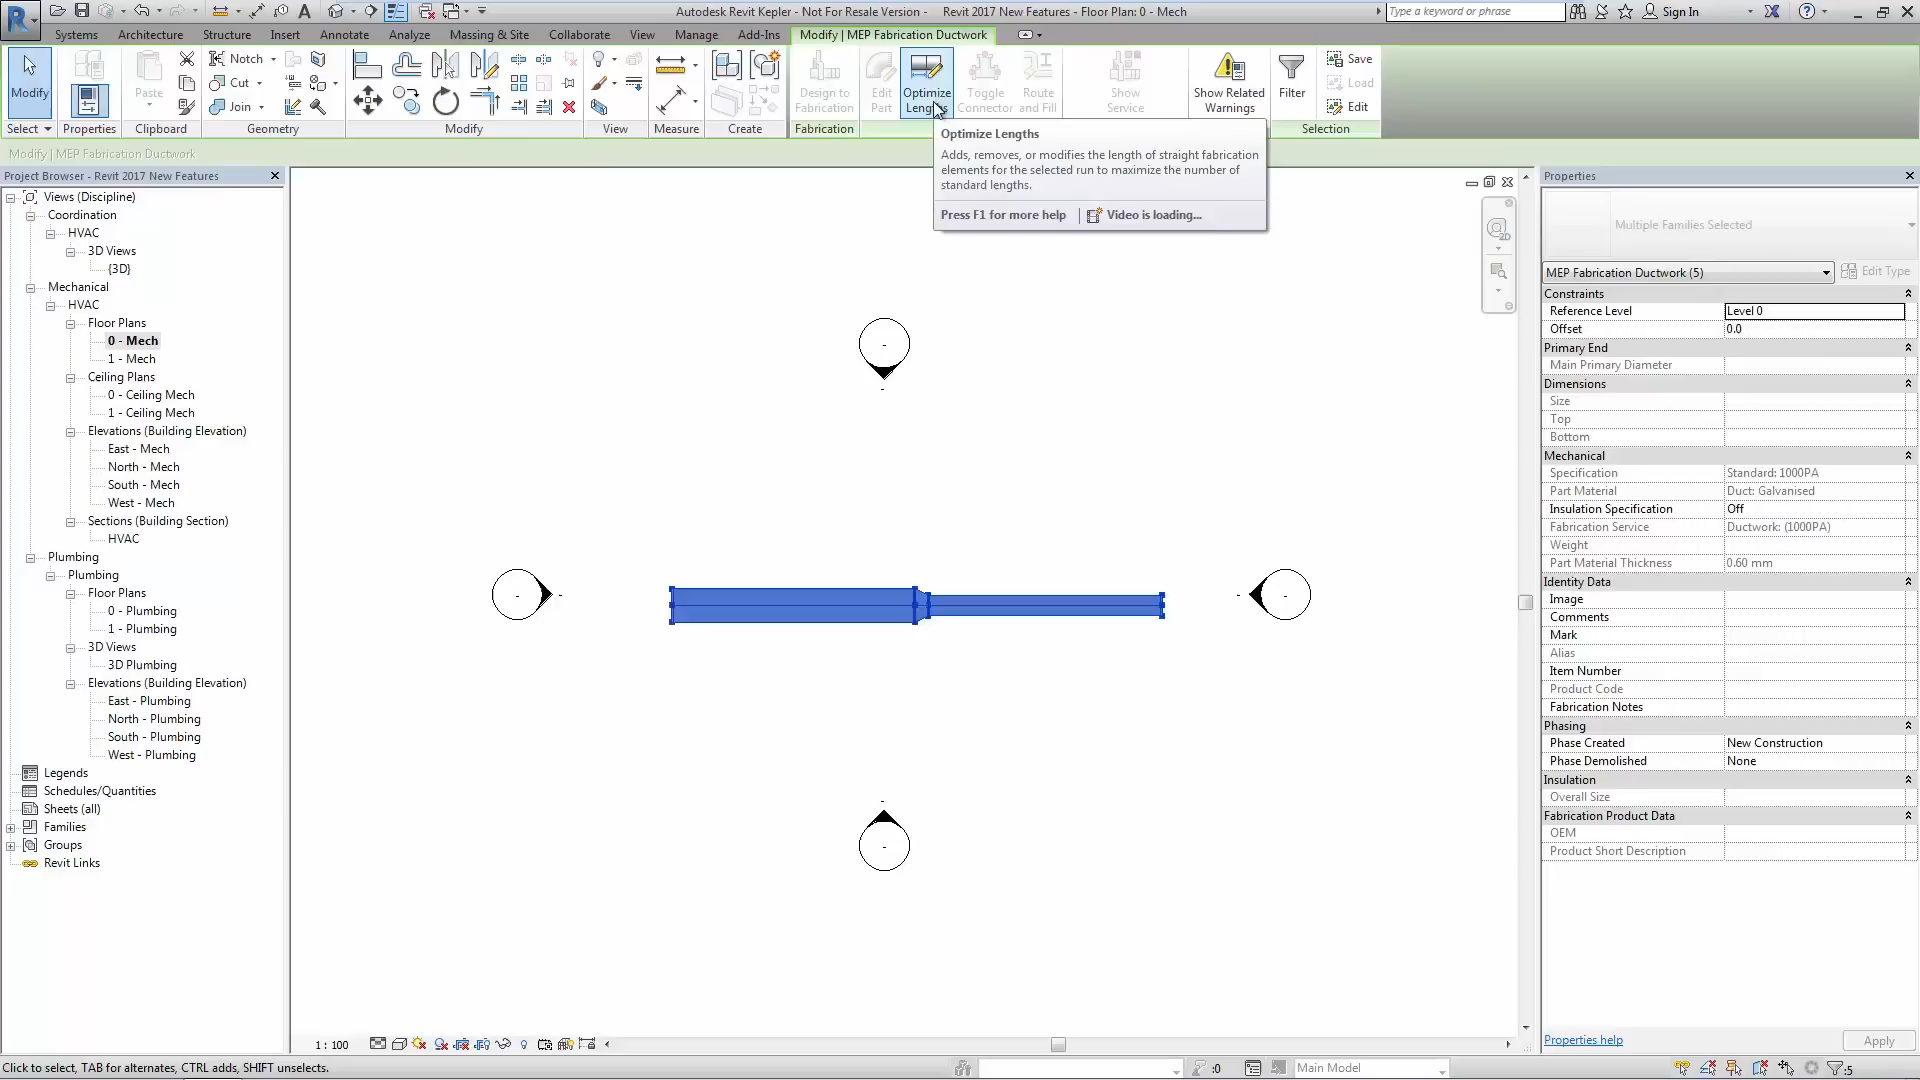 Autodesk Revit Kepler - Not For Resale Version - Revit 2017 New Features - Floor Plan: 0 - Mech
Type a keyword or phrase
Sign In
Systems Architecture Structure Insert Annotate Analyze Massing & Site Collaborate View Manage Add-Ins Modify | MEP Fabrication Ductwork
Modify
Paste
Notch
Cut
Join
Design to Fabrication
Edit Part
Optimize Lengths
Toggle Connector
Route and Fill
Show Service
Show Related Warnings
Filter
Save
Load
Edit
Select Properties Clipboard Geometry Modify View Measure Create Fabrication Selection
Modify | MEP Fabrication Ductwork
Optimize Lengths
Adds, removes, or modifies the length of straight fabrication
elements for the selected run to maximize the number of
standard lengths.
Press F1 for more help Video is loading...
Project Browser - Revit 2017 New Features
Views (Discipline)
Coordination
HVAC
3D Views
{3D}
Mechanical
HVAC
Floor Plans
0 - Mech
1 - Mech
Ceiling Plans
0 - Ceiling Mech
1 - Ceiling Mech
Elevations (Building Elevation)
East - Mech
North - Mech
South - Mech
West - Mech
Sections (Building Section)
HVAC
Plumbing
Plumbing
Floor Plans
0 - Plumbing
1 - Plumbing
3D Views
3D Plumbing
Elevations (Building Elevation)
East - Plumbing
North - Plumbing
South - Plumbing
West - Plumbing
Legends
Schedules/Quantities
Sheets (all)
Families
Groups
Revit Links
2D
Properties
Multiple Families Selected
MEP Fabrication Ductwork (5) Edit Type
Constraints
Reference Level Level 0
Offset 0.0
Primary End
Main Primary Diameter
Dimensions
Size
Top
Bottom
Mechanical
Specification Standard: 1000PA
Part Material Duct: Galvanised
Insulation Specification Off
Fabrication Service Ductwork: (1000PA)
Weight
Part Material Thickness 0.60 mm
Identity Data
Image
Comments
Mark
Alias
Item Number
Product Code
Fabrication Notes
Phasing
Phase Created New Construction
Phase Demolished None
Insulation
Overall Size
Fabrication Product Data
OEM
Product Short Description
Properties help Apply
1 : 100
Click to select, TAB for alternates, CTRL adds, SHIFT unselects.
:0
Main Model
:5